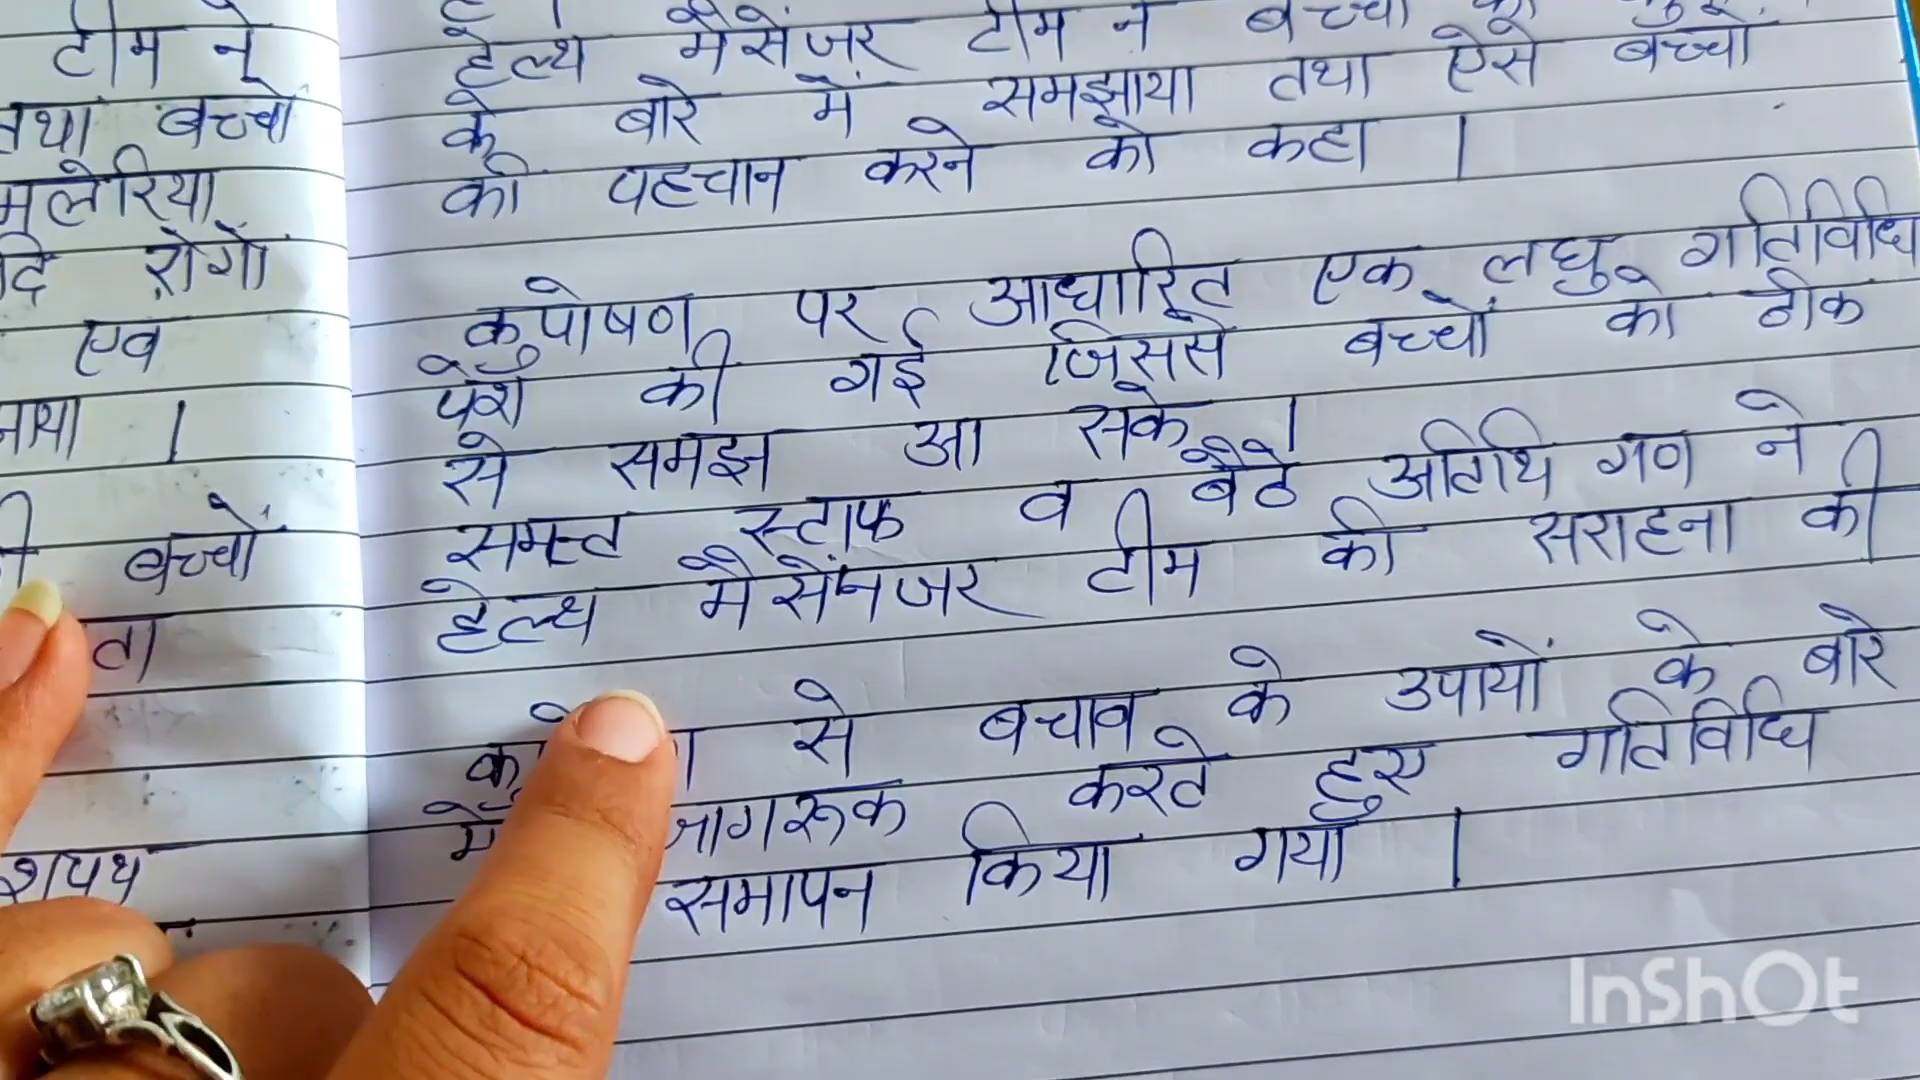 टीम ने
तथा बच्चों
मलेरिया
रोगों
एव
।
बच्चों
ता
शपथ
हेल्थ मैसेंजर टीम ने बच्चों
के बारे में समझाया तथा ऐसे बच्चों
की पहचान करने को कहा ।
कुपोषण पर आधारित एक लघु गतिविधि
पेश की गई जिससे बच्चों को ठीक
से समझ आ सके ।
समस्त स्टाफ व बैठे अतिथि गण ने
हेल्थ मैसेंनजर टीम की सराहना की
से बचाव के उपायों के बारे
में जागरूक करते हुए गतिविधि
समापन किया गया ।
InShOt